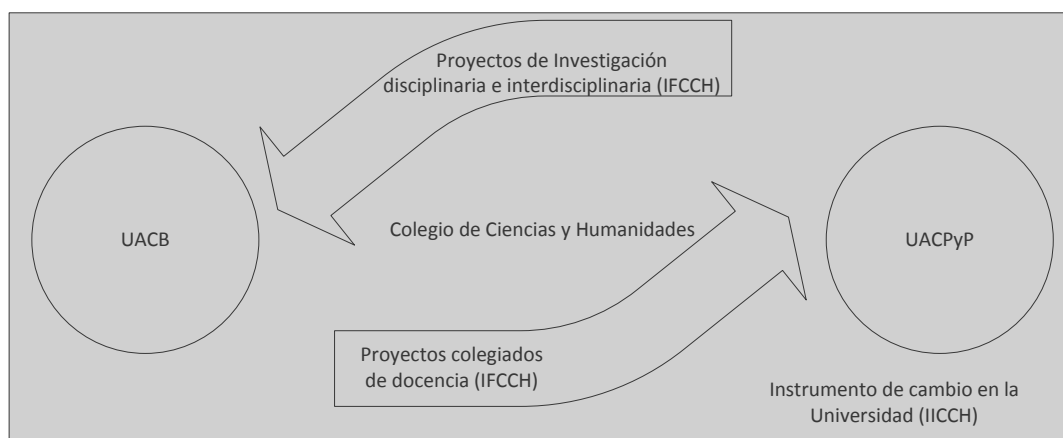 Proyectos de Investigación
disciplinaria e interdisciplinaria (IFCCH)
UACB
Colegio de Ciencias y Humanidades
UACPyP
Proyectos colegiados
de docencia (IFCCH)
Instrumento de cambio en la
Universidad (IICCH)